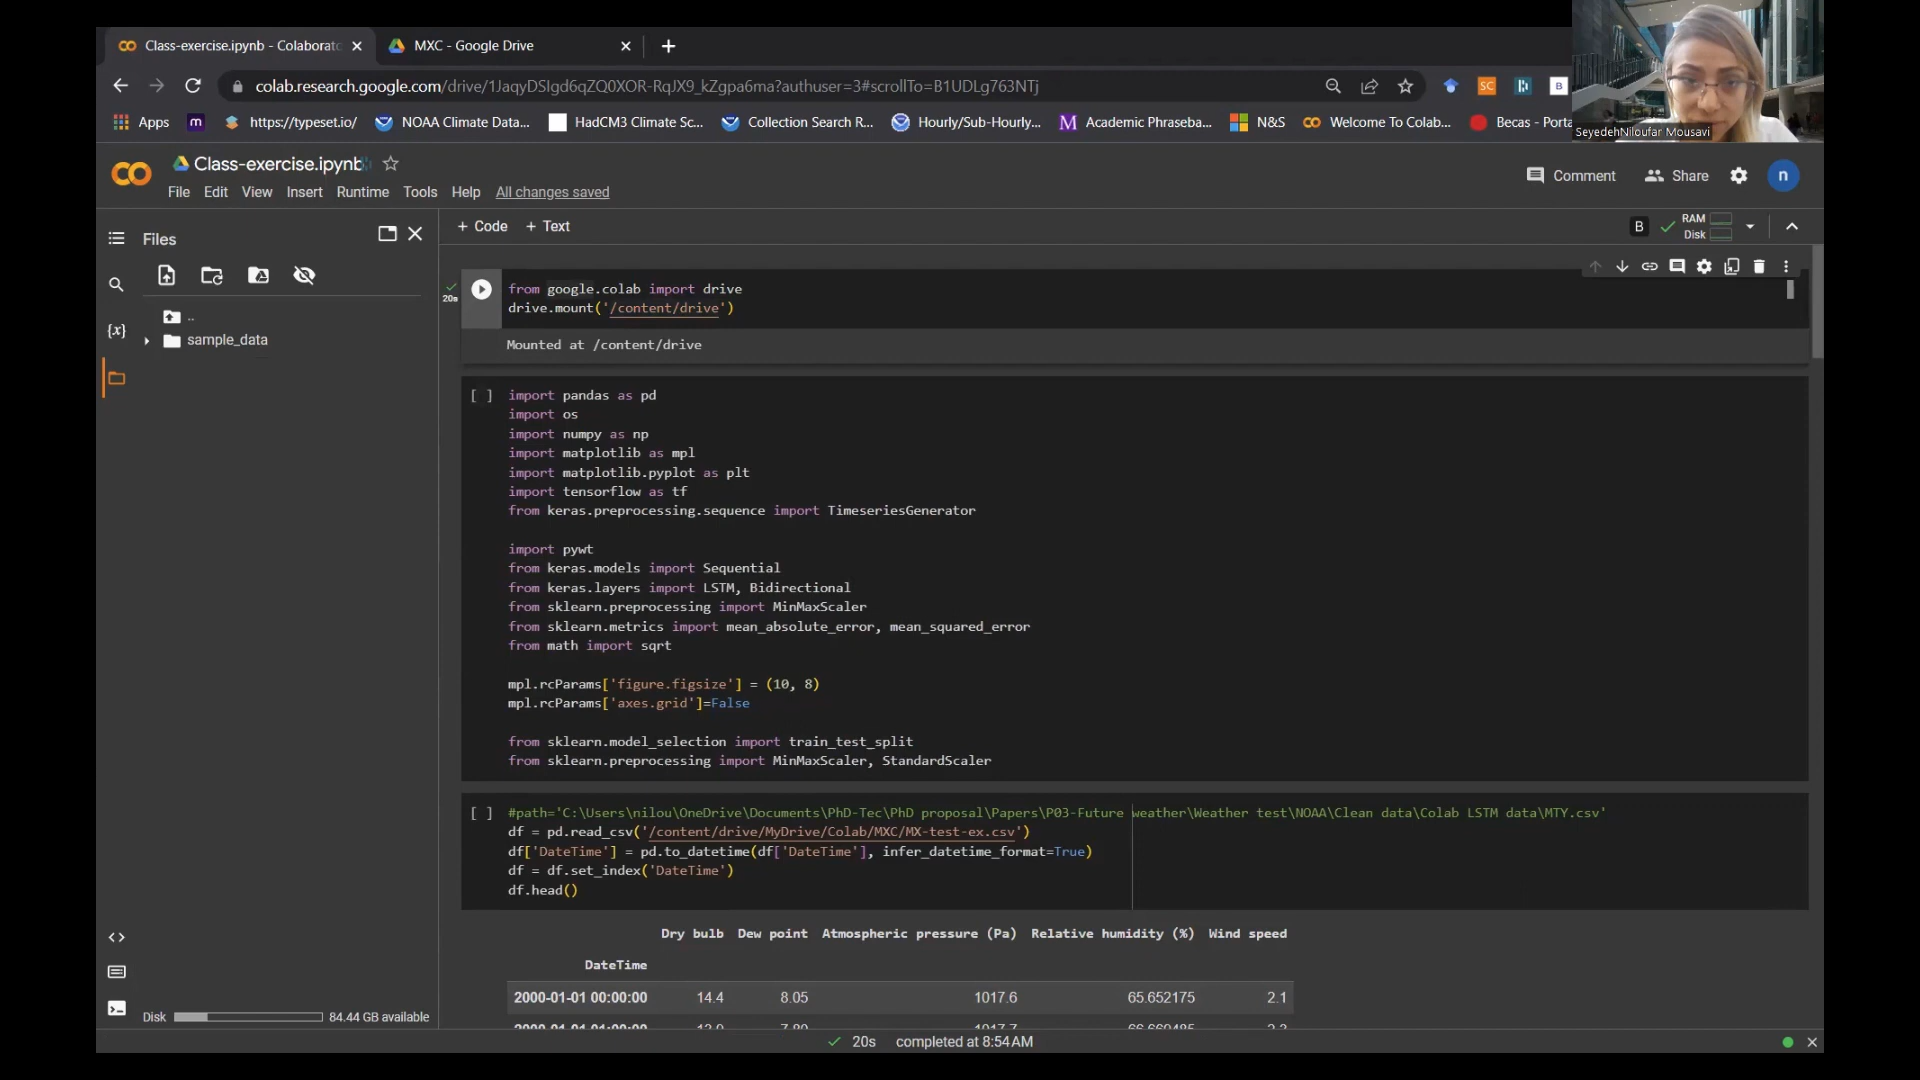 Class-exercise.ipynb - Colaborato
MXC - Google Drive
colab.research.google.com/drive/1JaqyDSIgd6qZQ0XOR-RqJX9_kZgpa6ma?authuser=3#scrollTo=B1UDLg763NTj
Apps
m
https://typeset.io/
NOAA Climate Data...
HadCM3 Climate Sc...
Collection Search R...
Hourly/Sub-Hourly...
M
Academic Phraseba...
N&S
Welcome To Colab...
Becas - Porta
SC
B
SeyedehNiloufar Mousavi
Class-exercise.ipynb
File Edit View Insert Runtime Tools Help All changes saved
Comment
Share
n
Files
+ Code + Text
B
RAM
Disk
..
sample_data
{x}
20s
from google.colab import drive
drive.mount('/content/drive')
Mounted at /content/drive
[ ]
import pandas as pd
import os
import numpy as np
import matplotlib as mpl
import matplotlib.pyplot as plt
import tensorflow as tf
from keras.preprocessing.sequence import TimeseriesGenerator
import pywt
from keras.models import Sequential
from keras.layers import LSTM, Bidirectional
from sklearn.preprocessing import MinMaxScaler
from sklearn.metrics import mean_absolute_error, mean_squared_error
from math import sqrt
mpl.rcParams['figure.figsize'] = (10, 8)
mpl.rcParams['axes.grid']=False
from sklearn.model_selection import train_test_split
from sklearn.preprocessing import MinMaxScaler, StandardScaler
[ ]
#path='C:\Users\nilou\OneDrive\Documents\PhD-Tec\PhD proposal\Papers\P03-Future weather\Weather test\NOAA\Clean data\Colab LSTM data\MTY.csv'
df = pd.read_csv('/content/drive/MyDrive/Colab/MXC/MX-test-ex.csv')
df['DateTime'] = pd.to_datetime(df['DateTime'], infer_datetime_format=True)
df = df.set_index('DateTime')
df.head()
Dry bulb Dew point Atmospheric pressure (Pa) Relative humidity (%) Wind speed
DateTime
2000-01-01 00:00:00 14.4 8.05 1017.6 65.652175 2.1
Disk
84.44 GB available
20s completed at 8:54 AM